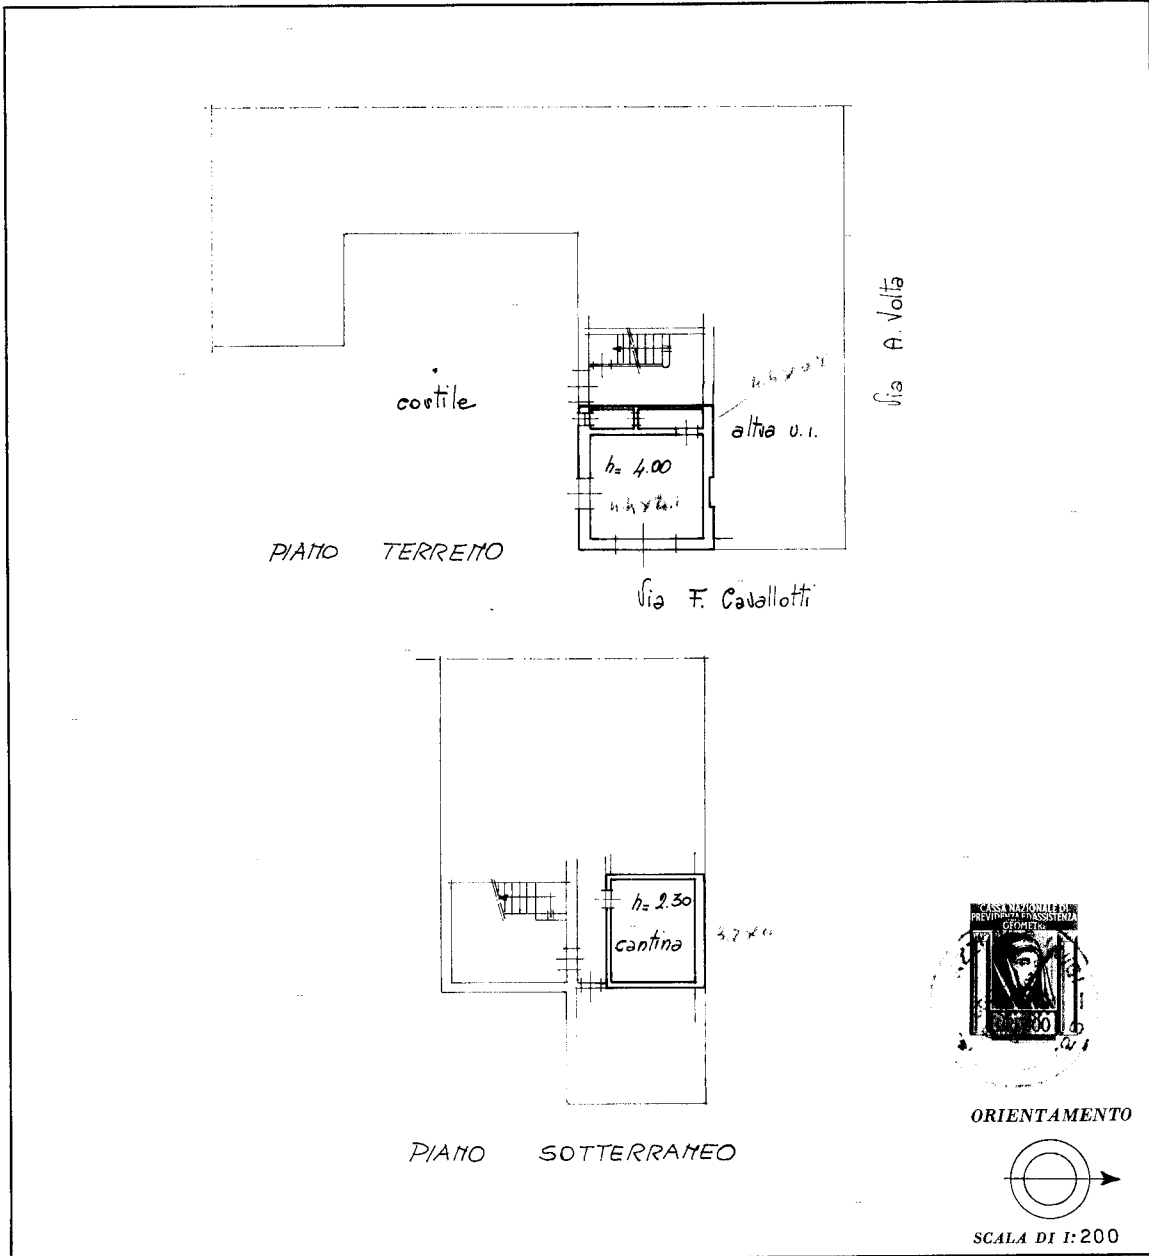 Via A. Volta
cortile
altra u.i.
h= 4.00
PIANO TERRENO
Via F. Cavallotti
h= 2.30
cantina
CASSA NAZIONALE DI
PREVIDENZA ED ASSISTENZA
GEOMETRI
PIANO SOTTERRANEO
ORIENTAMENTO
SCALA DI 1:200